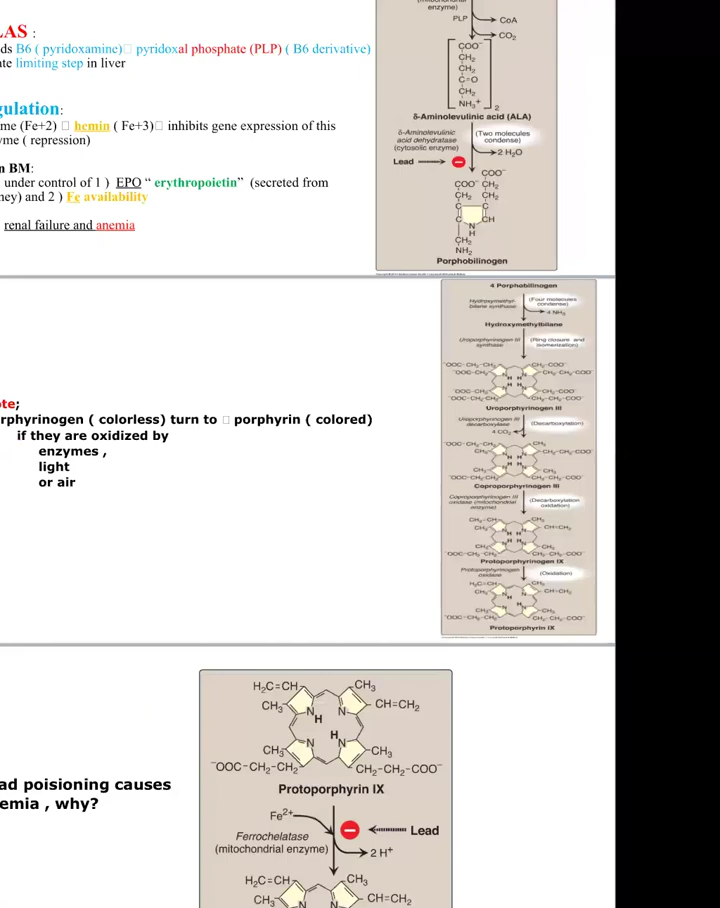 LAS :
ds B6 ( pyridoxamine) pyridoxal phosphate (PLP) ( B6 derivative)
ate limiting step in liver
gulation:
me (Fe+2) hemin ( Fe+3) inhibits gene expression of this
yme ( repression)
n BM:
under control of 1 ) EPO “ erythropoietin” (secreted from
ney) and 2 ) Fe availability
renal failure and anemia
enzyme)
PLP
CoA
CO₂
COO⁻
CH₂
CH₂
C=O
CH₂
NH₃⁺
2
δ-Aminolevulinic acid (ALA)
δ-Aminolevulinic
acid dehydratase
(cytosolic enzyme)
(Two molecules
condense)
2 H₂O
Lead
COO⁻
COO⁻ CH₂
CH₂ CH₂
C C
C CH
N
H
CH₂
NH₂
Porphobilinogen
ote;
rphyrinogen ( colorless) turn to porphyrin ( colored)
if they are oxidized by
enzymes ,
light
or air
4 Porphobilinogen
Hydroxymethyl-
bilane synthase
(Four molecules
condense)
4 NH₃
Hydroxymethylbilane
Uroporphyrinogen III
synthase
(Ring closure and
isomerization)
Uroporphyrinogen III
Uroporphyrinogen III
decarboxylase
(Decarboxylation)
4 CO₂
Coproporphyrinogen III
Coproporphyrinogen III
oxidase (mitochondrial
enzyme)
(Decarboxylation
oxidation)
Protoporphyrinogen IX
Protoporphyrinogen
oxidase
(Oxidation)
Protoporphyrin IX
ad poisioning causes
emia , why?
H₂C=CH
CH₃
CH₃
CH=CH₂
N N
H
H
N N
CH₃
CH₃
⁻OOC-CH₂-CH₂
CH₂-CH₂-COO⁻
Protoporphyrin IX
Fe²⁺
Ferrochelatase
(mitochondrial enzyme)
Lead
2 H⁺
H₂C=CH
CH₃
CH₃
CH=CH₂